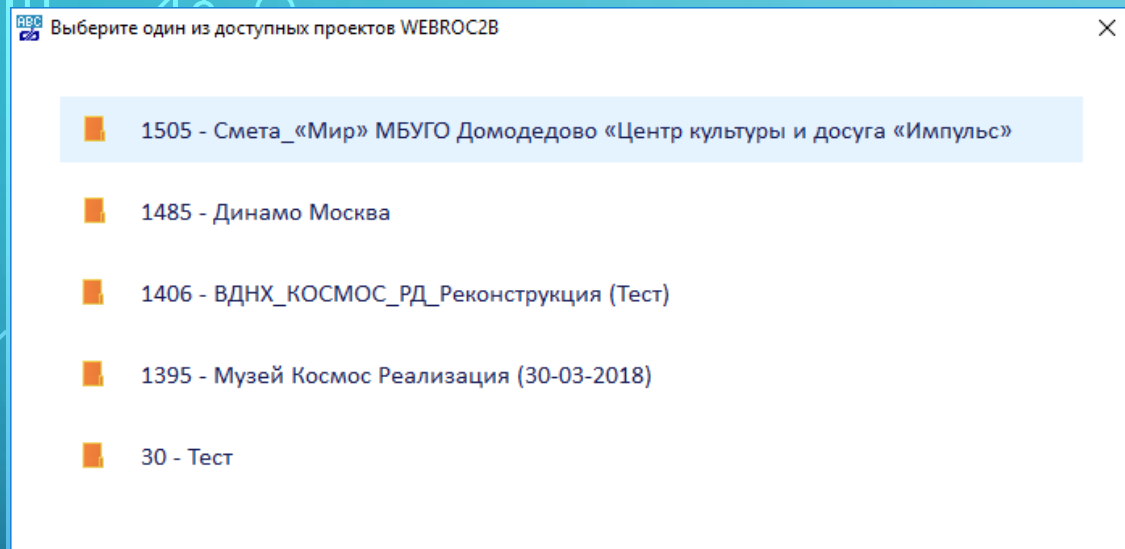 ABC
Выберите один из доступных проектов WEBROC2B
1505 - Смета_«Мир» МБУГО Домодедово «Центр культуры и досуга «Импульс»
1485 - Динамо Москва
1406 - ВДНХ_КОСМОС_РД_Реконструкция (Тест)
1395 - Музей Космос Реализация (30-03-2018)
30 - Тест